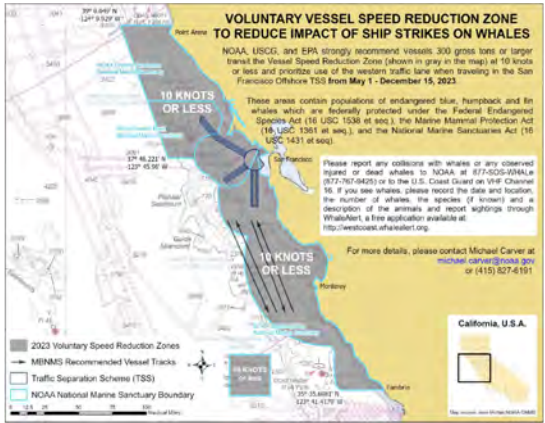 VOLUNTARY VESSEL SPEED REDUCTION ZONE
TO REDUCE IMPACT OF SHIP STRIKES ON WHALES
NOAA, USCG, and EPA strongly recommend Vessels 300 gross tons or larger
transit the Vessel Speed Reduction Zone (shown in gray in the map) at 10 knots
or less and prioritize use of the western traffic lane when traveling in the San
Francisco Offshore TSS from May 1 - December 15, 2023.
These areas contain populations of endangered blue, humpback and fin
whales which are federally protected under the Federal Endangered
Species Act (16 USC 1538 et seq.), the Marine Mammal Protection Act
(16 USC 1361 et seq.), and the National Marine Sanctuaries Act (16
USC 1431 et seq).
Please report any collisions with whales or any observed
injured or dead whales to NOAA at 877-SOS-WHALe
(877-767-9425) or to the U.S. Coast Guard on VHF Channel
16. If you see whales, please record the date and location,
the number of whales, the species (if known) and a
description of the animals and report sightings through
WhaleAlert, a free application available at
http://westcoast.whalealert.org.
For more details, please contact Michael Carver at
michael.carver@noaa.gov
or (415) 827-6191
Point Arena
10 KNOTS
OR LESS
San Francisco
10 KNOTS
OR LESS
Monterey
10 KNOTS
OR LESS
Cambria
2023 Voluntary Speed Reduction Zones
MBNMS Recommended Vessel Tracks
Traffic Separation Scheme (TSS)
NOAA National Marine Sanctuary Boundary
California, U.S.A.